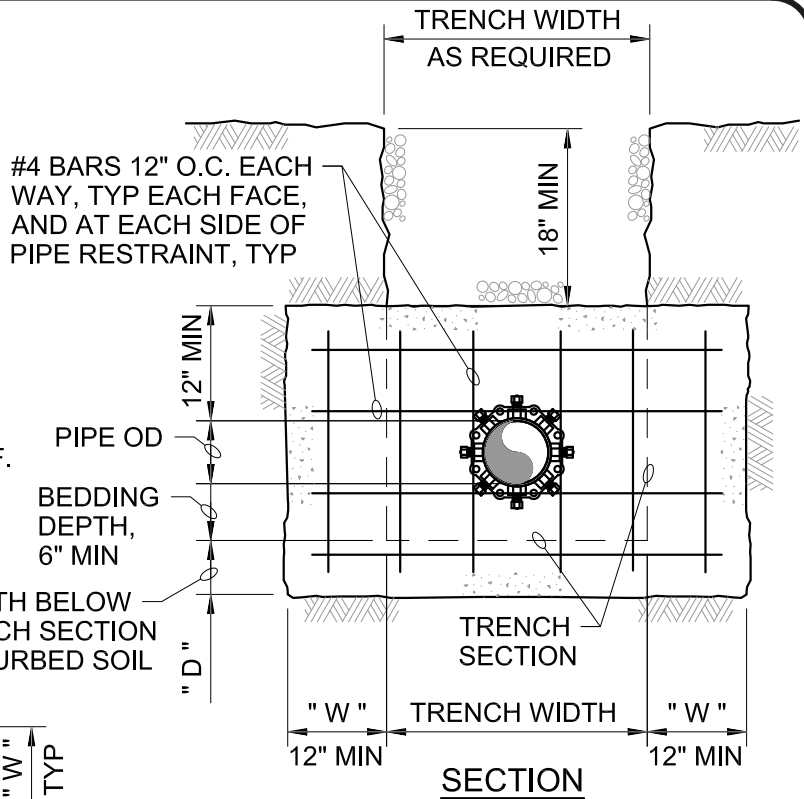 TRENCH WIDTH
AS REQUIRED
#4 BARS 12" O.C. EACH
WAY, TYP EACH FACE,
AND AT EACH SIDE OF
PIPE RESTRAINT, TYP
18" MIN
12" MIN
PIPE OD
F.
BEDDING
DEPTH,
6" MIN
TH BELOW
CH SECTION
URBED SOIL
" D "
TRENCH
SECTION
" W "
TRENCH WIDTH
" W "
12" MIN
12" MIN
" W "
TYP
SECTION